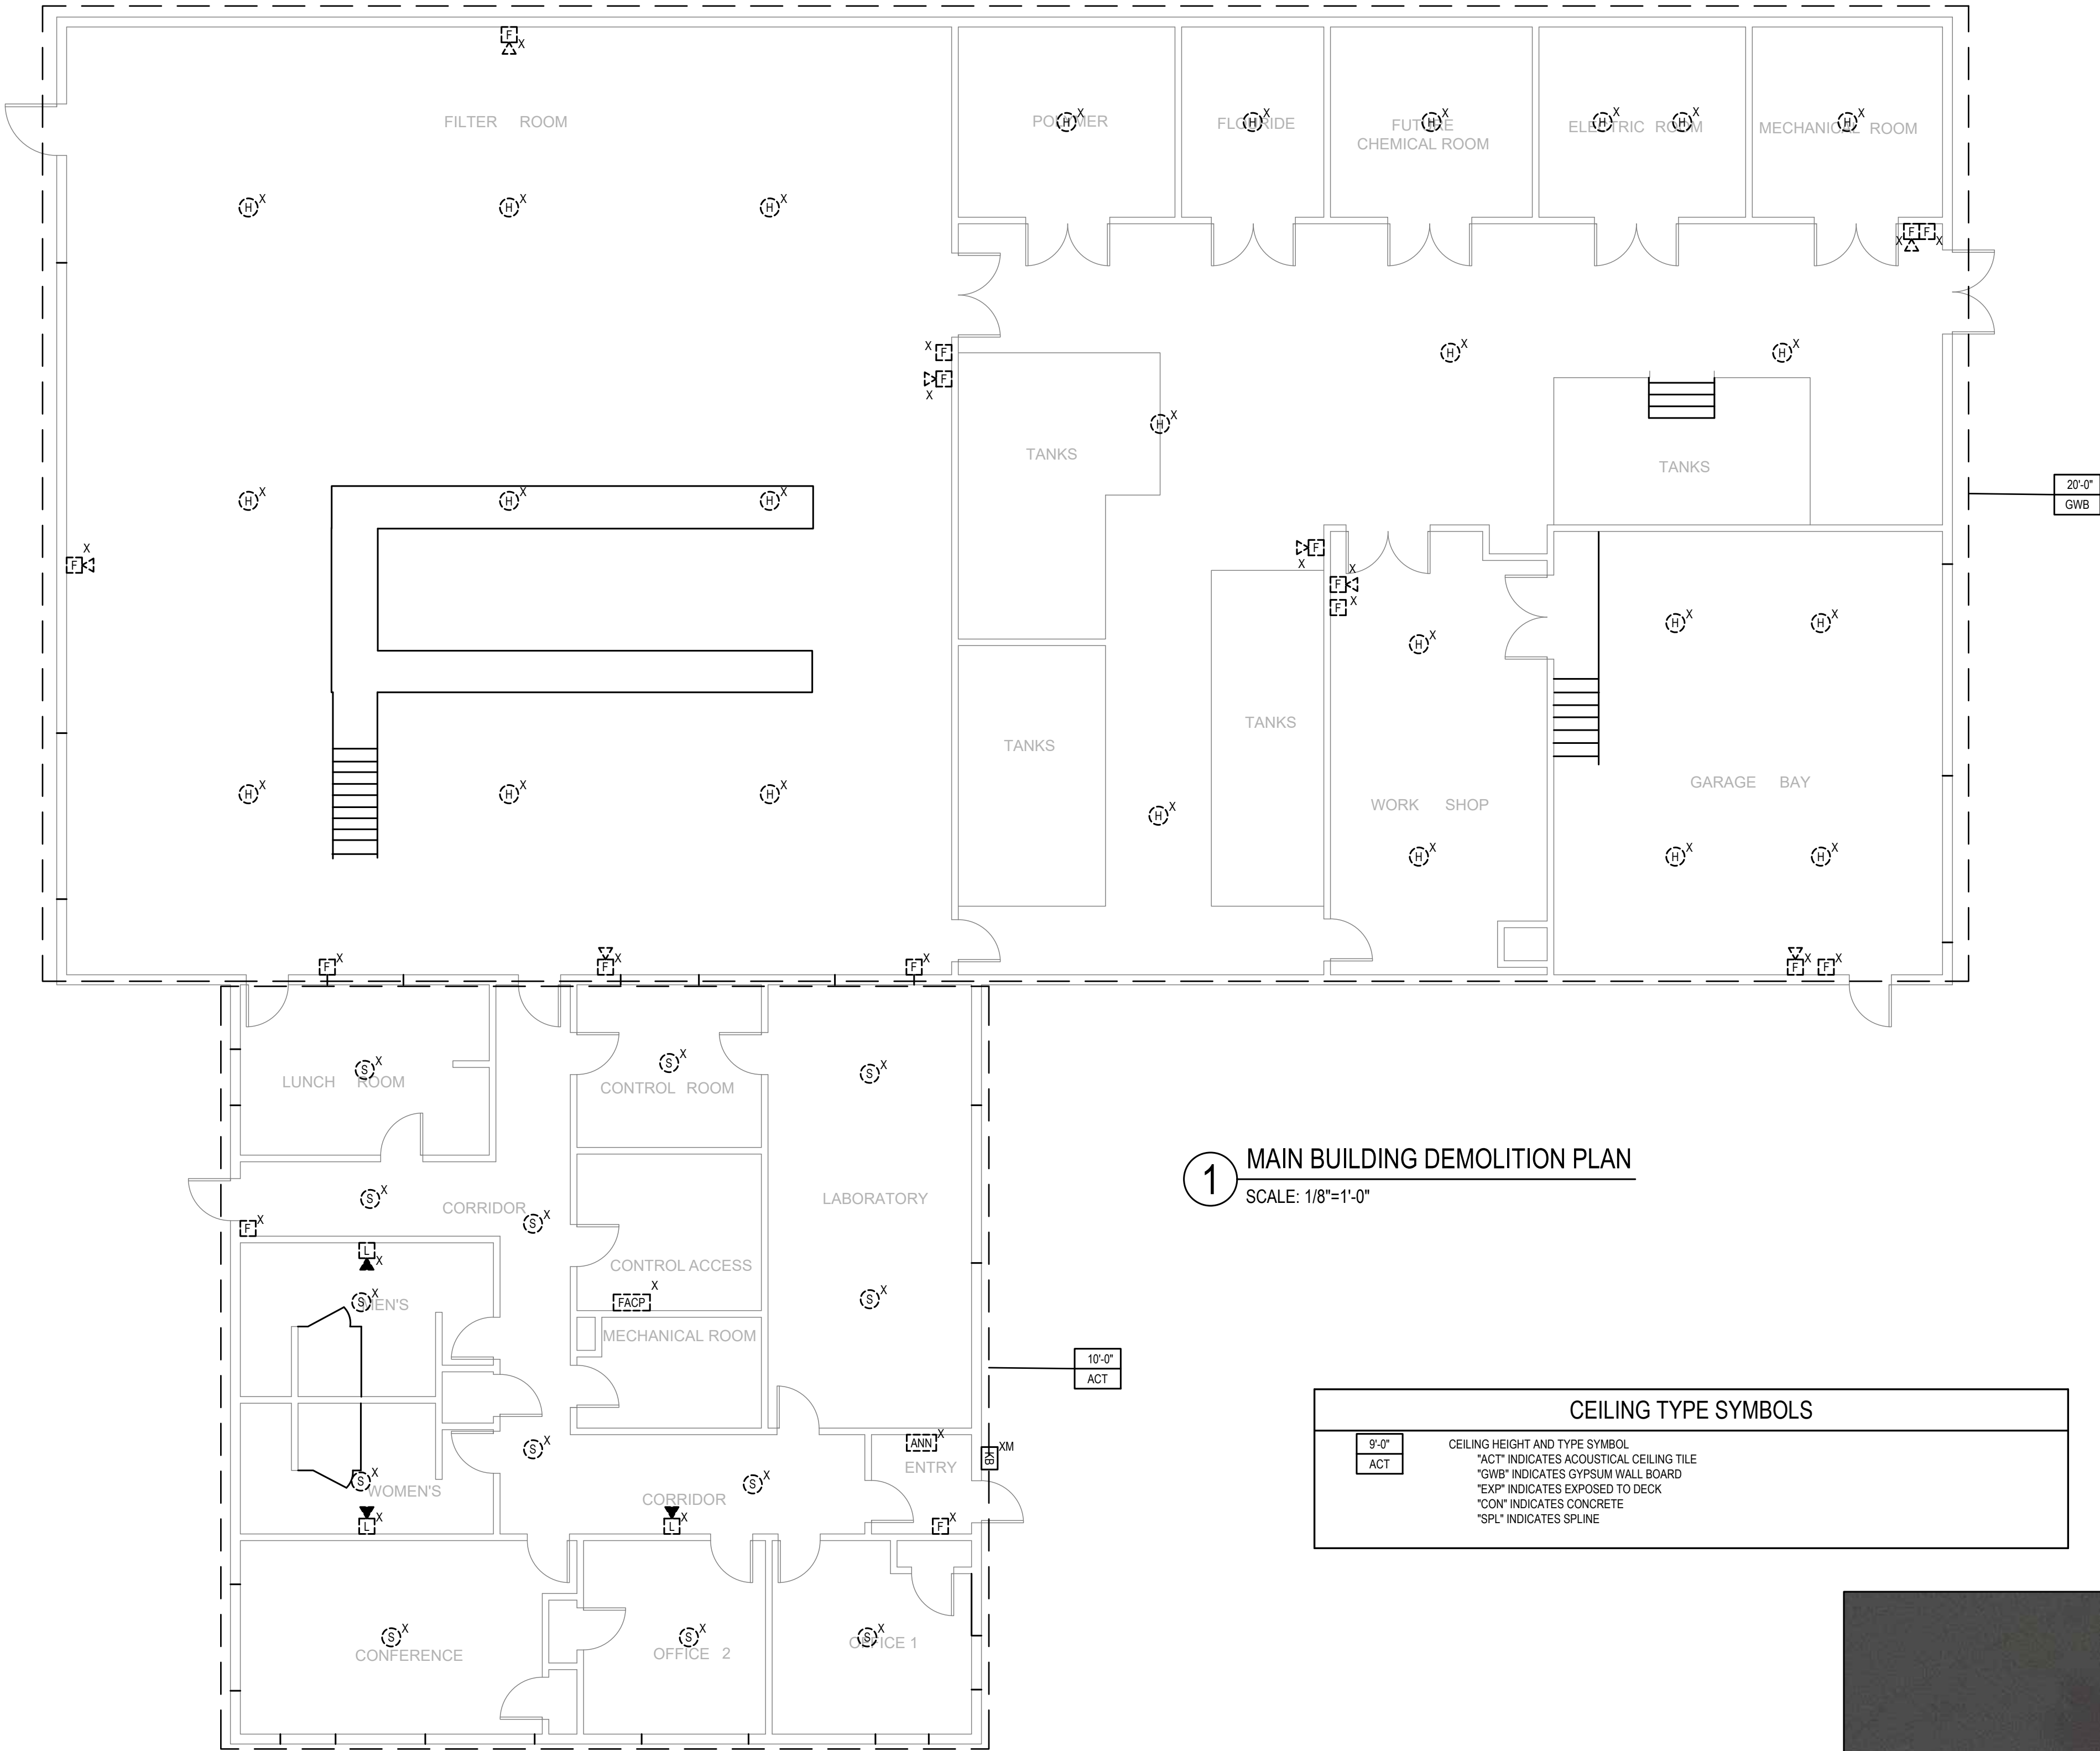 F X
FILTER ROOM
POLYMER H X
FLOURIDE H X
FUTURE H X
CHEMICAL ROOM
ELECTRIC ROOM H X H X
MECHANICAL ROOM H X
H X H X H X
X F F X
X F
F X
H X H X
H X
TANKS
TANKS
20'-0"
GWB
H X H X H X
X F
F X
F X
F X
H X H X
H X
TANKS
TANKS
GARAGE BAY
H X H X H X
WORK SHOP
H X
H X H X H X
F X F X F X
F X F X
S X
LUNCH ROOM
S X
CONTROL ROOM
S X
1 MAIN BUILDING DEMOLITION PLAN
SCALE: 1/8"=1'-0"
S X
CORRIDOR
S X
LABORATORY
F X
L X
CONTROL ACCESS
FACP X
S X
MEN'S
S X
MECHANICAL ROOM
10'-0"
ACT
CEILING TYPE SYMBOLS
9'-0"
ACT
CEILING HEIGHT AND TYPE SYMBOL
"ACT" INDICATES ACOUSTICAL CEILING TILE
"GWB" INDICATES GYPSUM WALL BOARD
"EXP" INDICATES EXPOSED TO DECK
"CON" INDICATES CONCRETE
"SPL" INDICATES SPLINE
S X
ANN X
KB XM
ENTRY
S X
WOMEN'S
S X
CORRIDOR
L X
L X
F X
S X
CONFERENCE
S X
OFFICE 2
S X
OFFICE 1